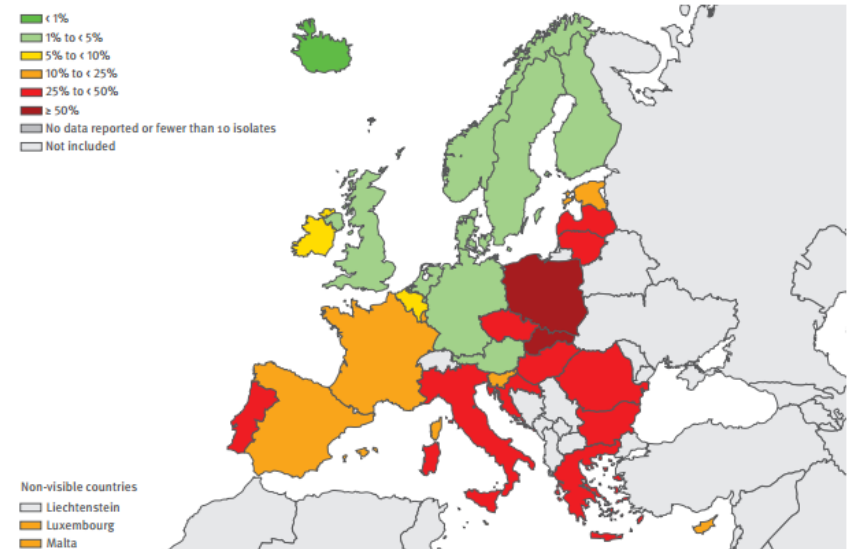 < 1%
1% to < 5%
5% to < 10%
10% to < 25%
25% to < 50%
≥ 50%
No data reported or fewer than 10 isolates
Not included
Non-visible countries
Liechtenstein
Luxembourg
Malta